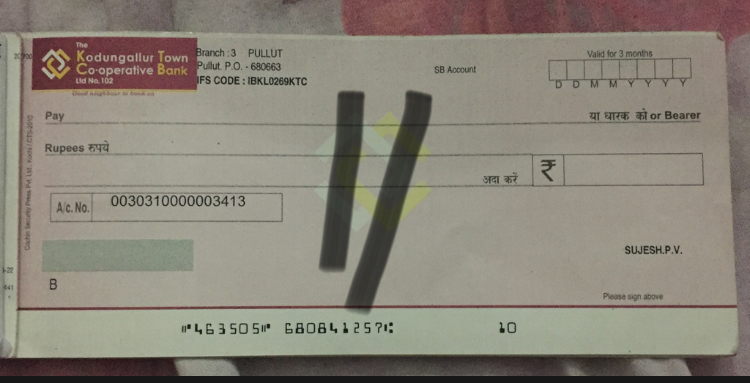 The
Kodungallur Town
Co-operative Bank
Ltd No. 102
Good neighbour to bank on
Branch : 3 PULLUT
Pullut. P.O. - 680663
IFS CODE : IBKL0269KTC
SB Account
Valid for 3 months
D D M M Y Y Y Y
Pay
या धारक को or Bearer
Rupees रुपये
अदा करें ₹
A/c. No. 0030310000003413
B
SUJESH.P.V.
Please sign above
⑈463505⑈ 680841257⑆ 10